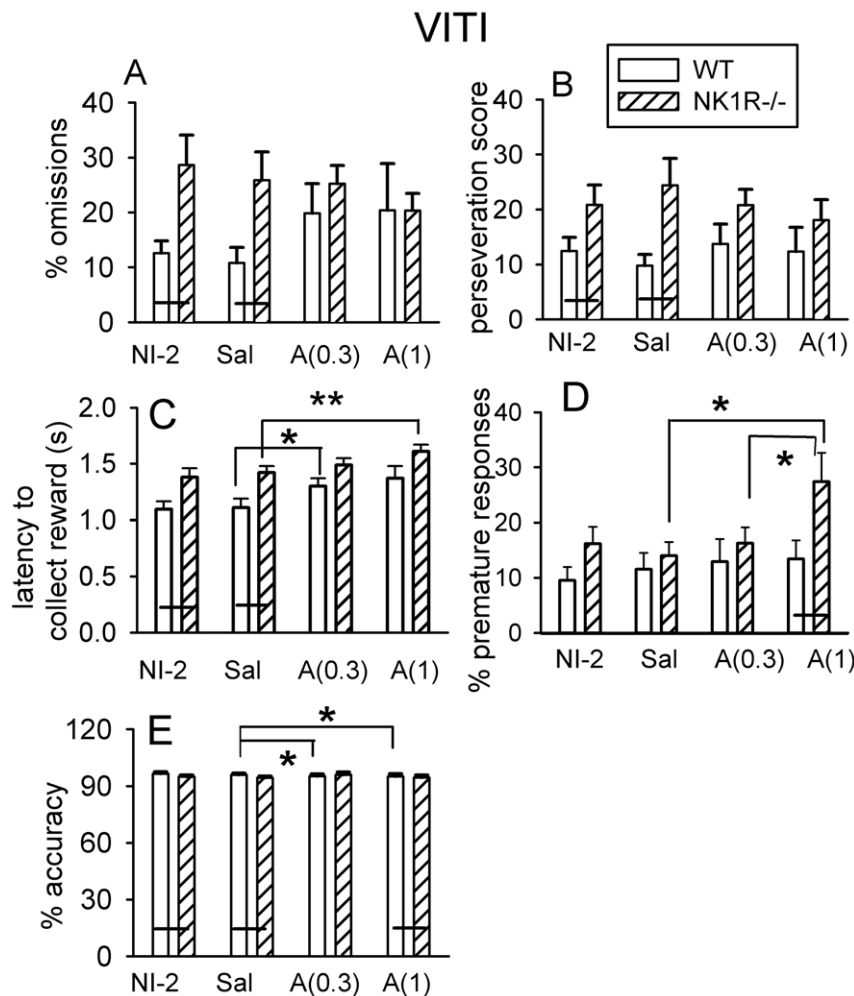 VITI
WT
NK1R-/-
A
% omissions
40
30
20
10
0
NI-2 Sal A(0.3) A(1)
B
perseveration score
40
30
20
10
0
NI-2 Sal A(0.3) A(1)
C
latency to
collect reward (s)
2.0
1.5
1.0
0.5
0.0
*
**
NI-2 Sal A(0.3) A(1)
D
% premature responses
40
30
20
10
0
*
*
NI-2 Sal A(0.3) A(1)
E
% accuracy
120
90
60
30
0
*
*
NI-2 Sal A(0.3) A(1)